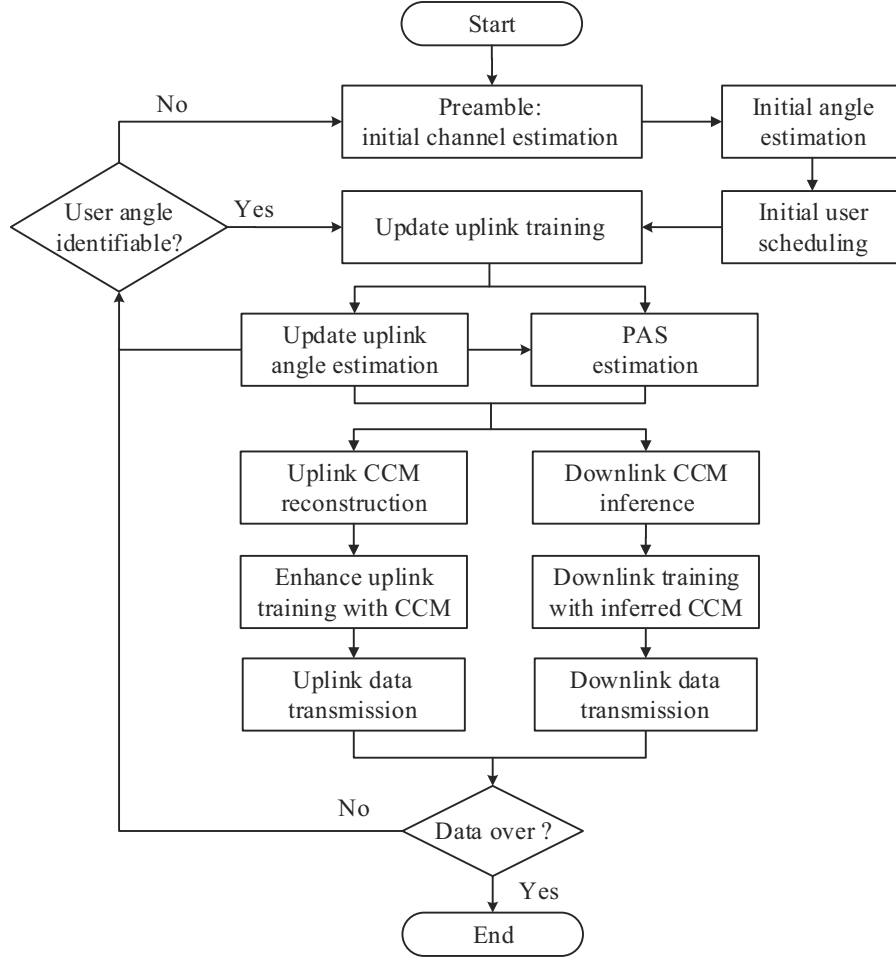 Start
No
Preamble:
initial channel estimation
Initial angle
estimation
User angle
identifiable?
Yes
Update uplink training
Initial user
scheduling
Update uplink
angle estimation
PAS
estimation
Uplink CCM
reconstruction
Downlink CCM
inference
Enhance uplink
training with CCM
Downlink training
with inferred CCM
Uplink data
transmission
Downlink data
transmission
No
Data over ?
Yes
End